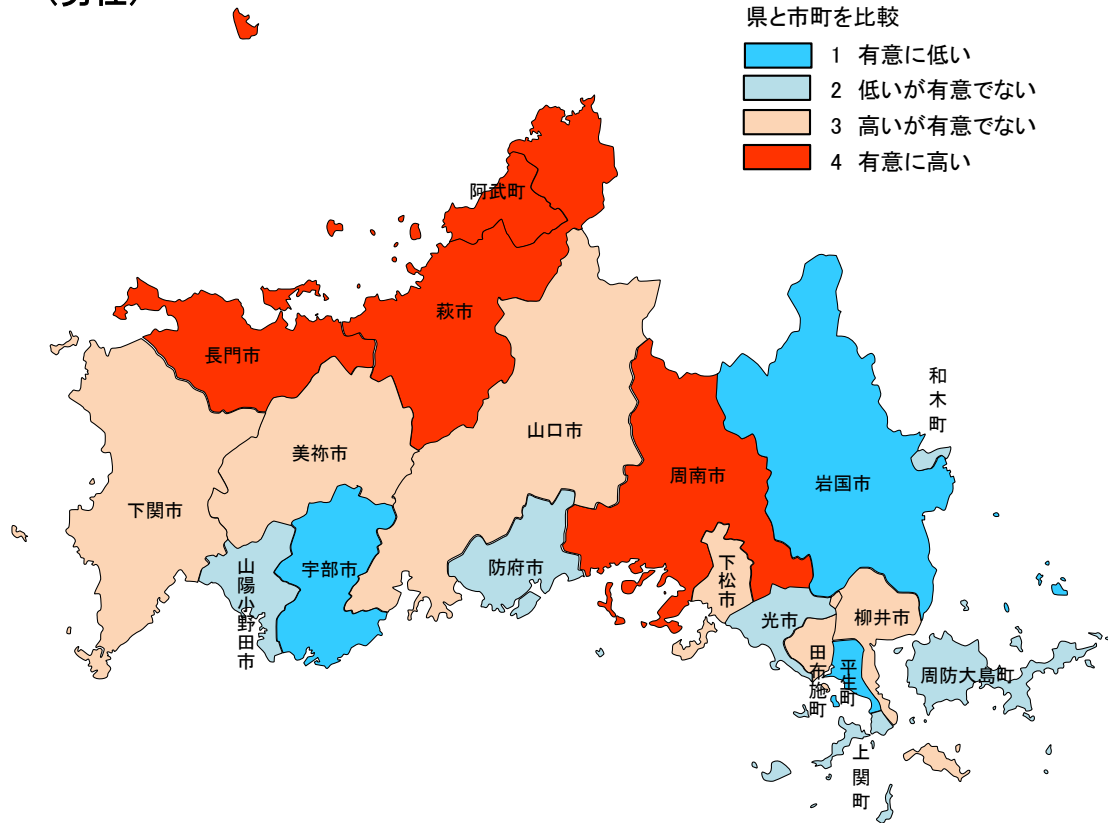 （男性）
県と市町を比較
1 有意に低い
2 低いが有意でない
3 高いが有意でない
4 有意に高い
阿武町
萩市
長門市
和木町
山口市
美祢市
周南市
岩国市
下関市
防府市
宇部市
山陽小野田市
下松市
光市
柳井市
田布施町
平生町
周防大島町
上関町